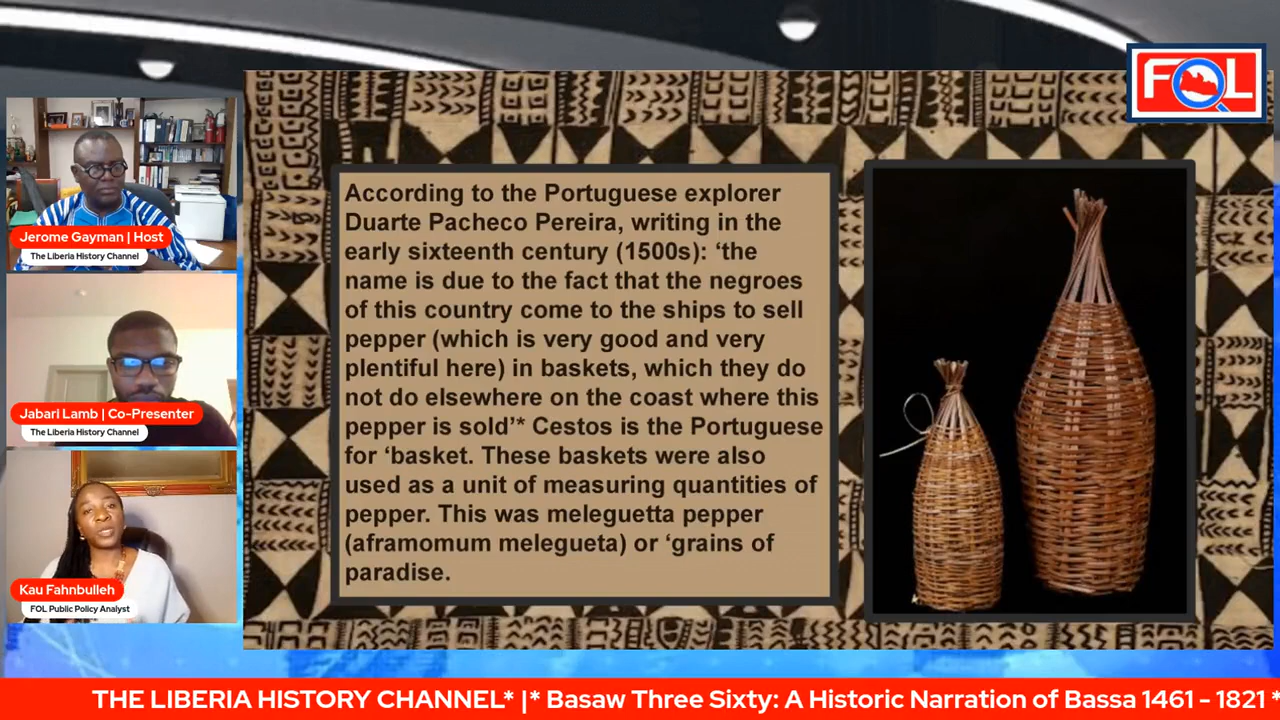 FOL
According to the Portuguese explorer
Duarte Pacheco Pereira, writing in the
early sixteenth century (1500s): ‘the
name is due to the fact that the negroes
of this country come to the ships to sell
pepper (which is very good and very
plentiful here) in baskets, which they do
not do elsewhere on the coast where this
pepper is sold’* Cestos is the Portuguese
for ‘basket. These baskets were also
used as a unit of measuring quantities of
pepper. This was meleguetta pepper
(aframomum melegueta) or ‘grains of
paradise.
Jerome Gayman | Host
The Liberia History Channel
Jabari Lamb | Co-Presenter
The Liberia History Channel
Kau Fahnbulleh
FOL Public Policy Analyst
THE LIBERIA HISTORY CHANNEL* |* Basaw Three Sixty: A Historic Narration of Bassa 1461 - 1821 *